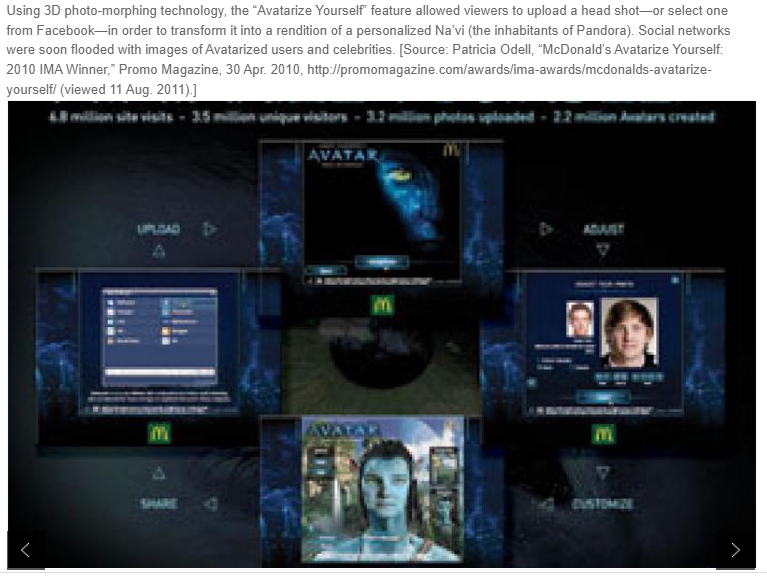 Using 3D photo-morphing technology, the “Avatarize Yourself” feature allowed viewers to upload a head shot—or select one
from Facebook—in order to transform it into a rendition of a personalized Na’vi (the inhabitants of Pandora). Social networks
were soon flooded with images of Avatarized users and celebrities. [Source: Patricia Odell, “McDonald’s Avatarize Yourself:
2010 IMA Winner,” Promo Magazine, 30 Apr. 2010, http://promomagazine.com/awards/ima-awards/mcdonalds-avatarize-
yourself/ (viewed 11 Aug. 2011).]
6.8 million site visits - 3.5 million unique visitors - 3.2 million photos uploaded - 2.2 million Avatars created
AVATAR
UPLOAD
ADJUST
AVATAR
SHARE
CUSTOMIZE